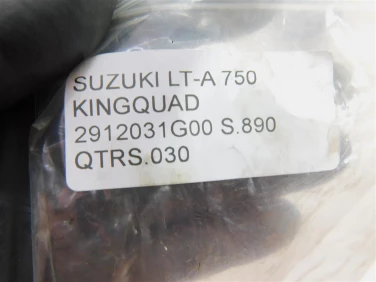 SUZUKI LT-A 750
KINGQUAD
2912031G00 S.890
QTRS.030